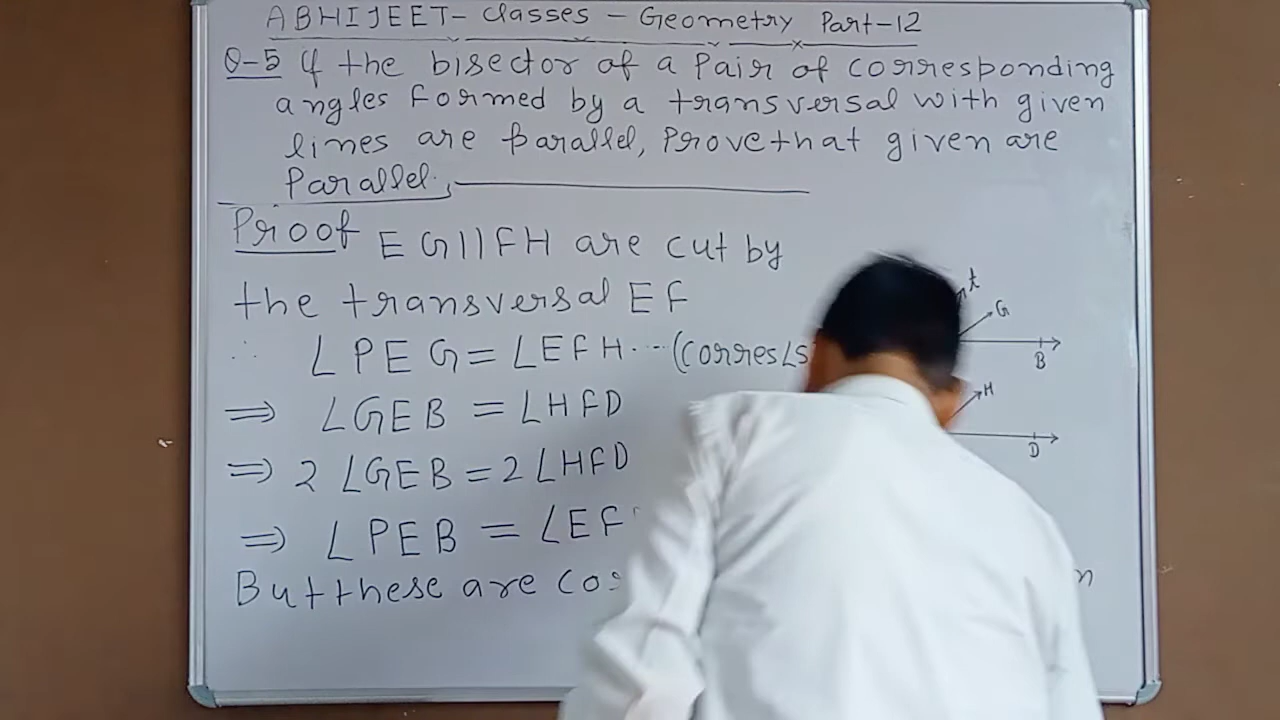 ABHIJEET - Classes - Geometry Part-12
Q-5 If the bisector of a Pair of corresponding
angles formed by a transversal with given
lines are parallel, Prove that given are
Parallel.
Proof EG||FH are cut by
the transversal EF
∴ ∠PEG = ∠EFH ... (corres∠s
⇒ ∠GEB = ∠HFD
⇒ 2∠GEB = 2∠HFD
⇒ ∠PEB = ∠EF
But these are
t
G
B
H
D
n